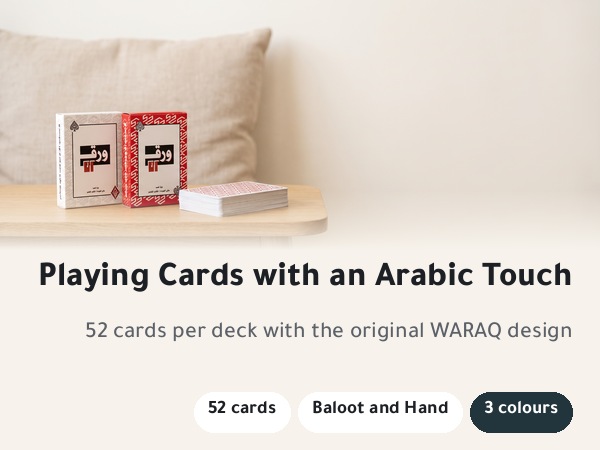 ورق
ورق
Playing Cards with an Arabic Touch
52 cards per deck with the original WARAQ design
52 cards
Baloot and Hand
3 colours